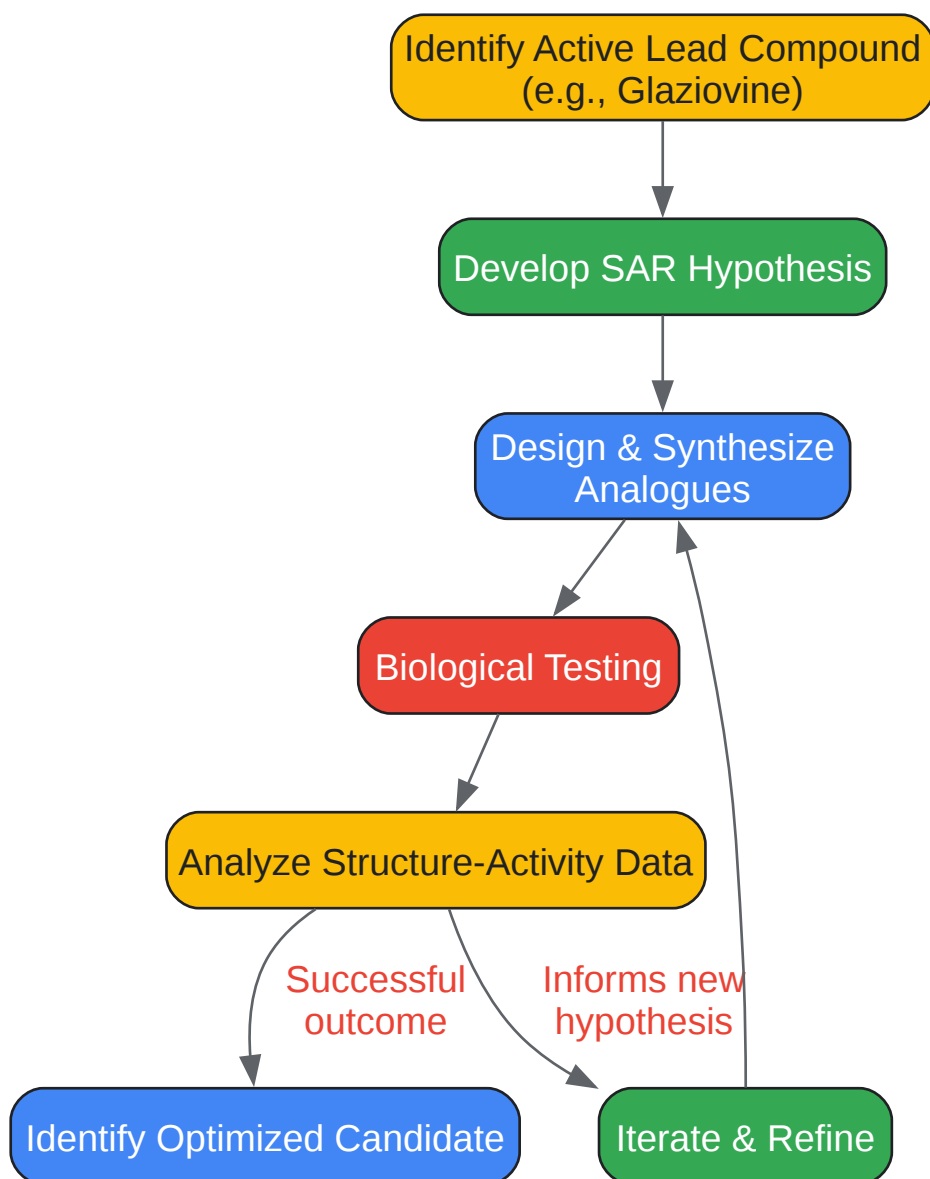 Identify Active Lead Compound
(e.g., Glaziovine)
Develop SAR Hypothesis
Design & Synthesize
Analogues
Biological Testing
Analyze Structure-Activity Data
Successful
outcome
Informs new
hypothesis
Identify Optimized Candidate
Iterate & Refine